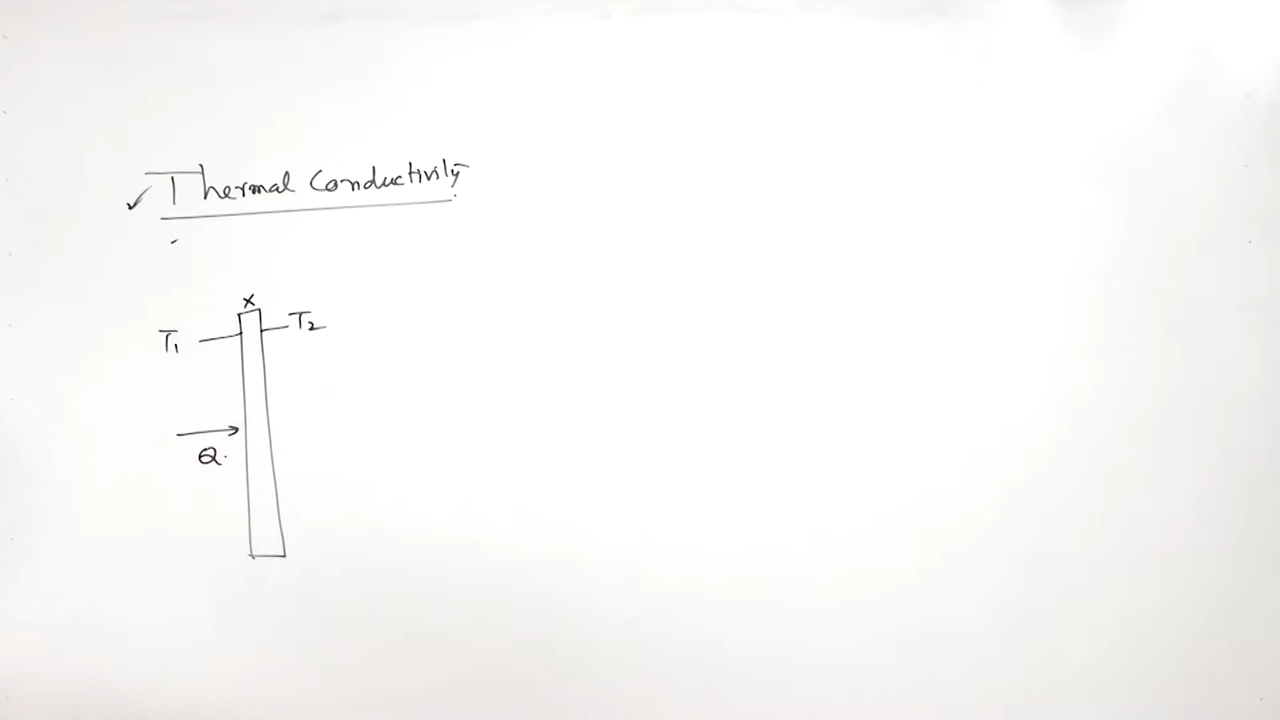 ✓ Thermal Conductivity
x
T₁ T₂
Q.